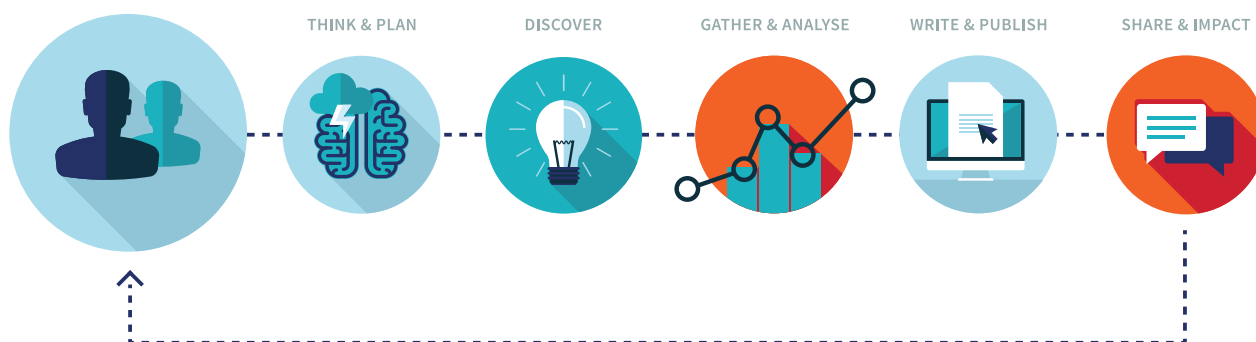 THINK & PLAN
DISCOVER
GATHER & ANALYSE
WRITE & PUBLISH
SHARE & IMPACT